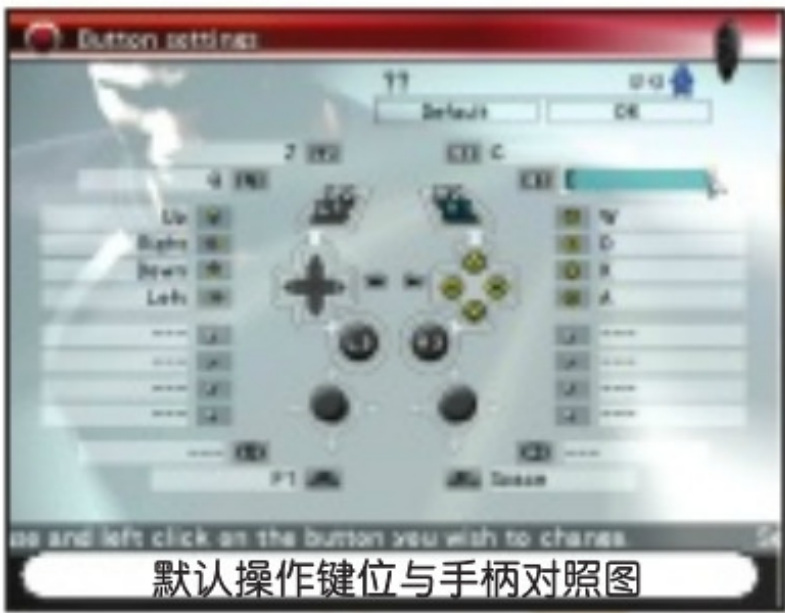 Button settings
??
Default OK
Z C
Q
Up W
Right D
Down X
Left A
--- ---
--- ---
--- ---
--- ---
--- ---
F1 Space
use and left click on the button you wish to change
默认操作键位与手柄对照图